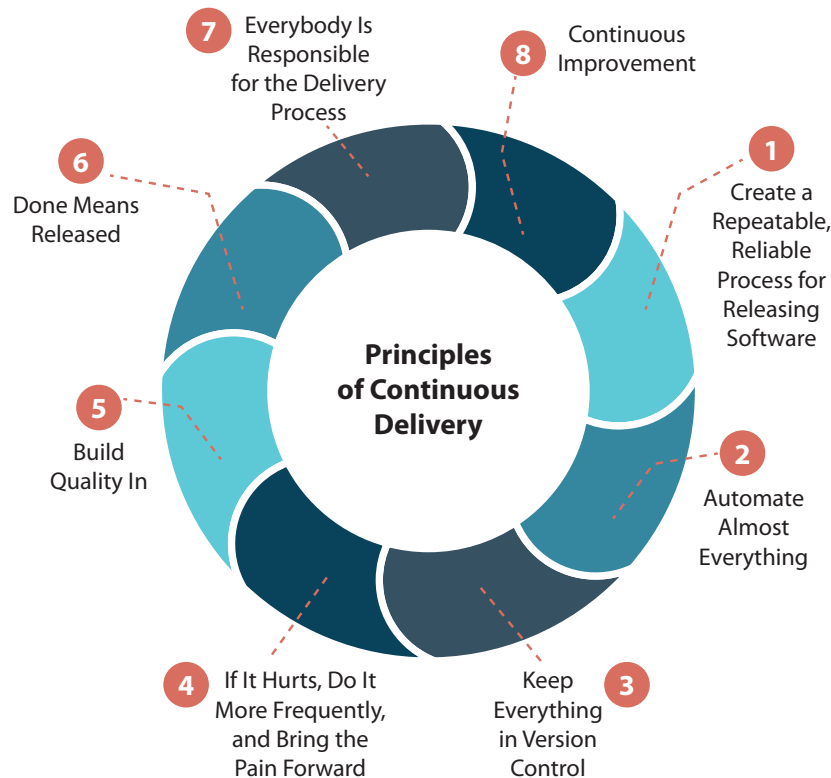 Principles
of Continuous
Delivery
1
Create a
Repeatable,
Reliable
Process for
Releasing
Software
2
Automate
Almost
Everything
3
Keep
Everything
in Version
Control
4
If It Hurts, Do It
More Frequently,
and Bring the
Pain Forward
5
Build
Quality In
6
Done Means
Released
7
Everybody Is
Responsible
for the Delivery
Process
8
Continuous
Improvement